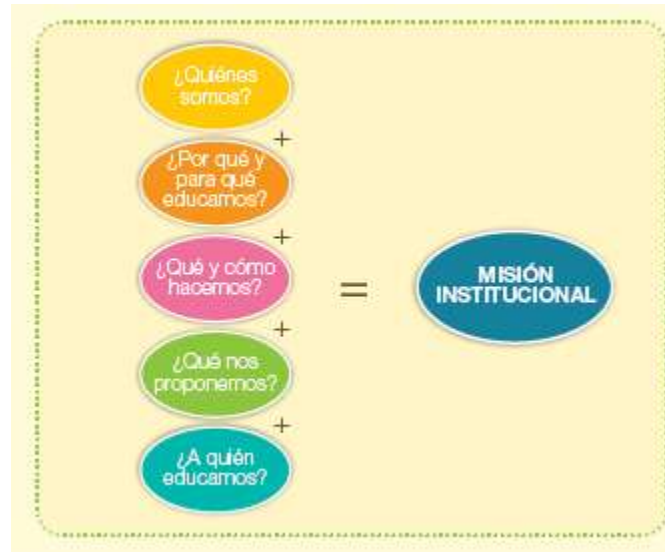 ¿Quiénes
somos?
+
¿Por qué y
para qué
educamos?
+
¿Qué y cómo
hacemos?
+
¿Qué nos
proponemos?
+
¿A quién
educamos?
=
MISIÓN
INSTITUCIONAL